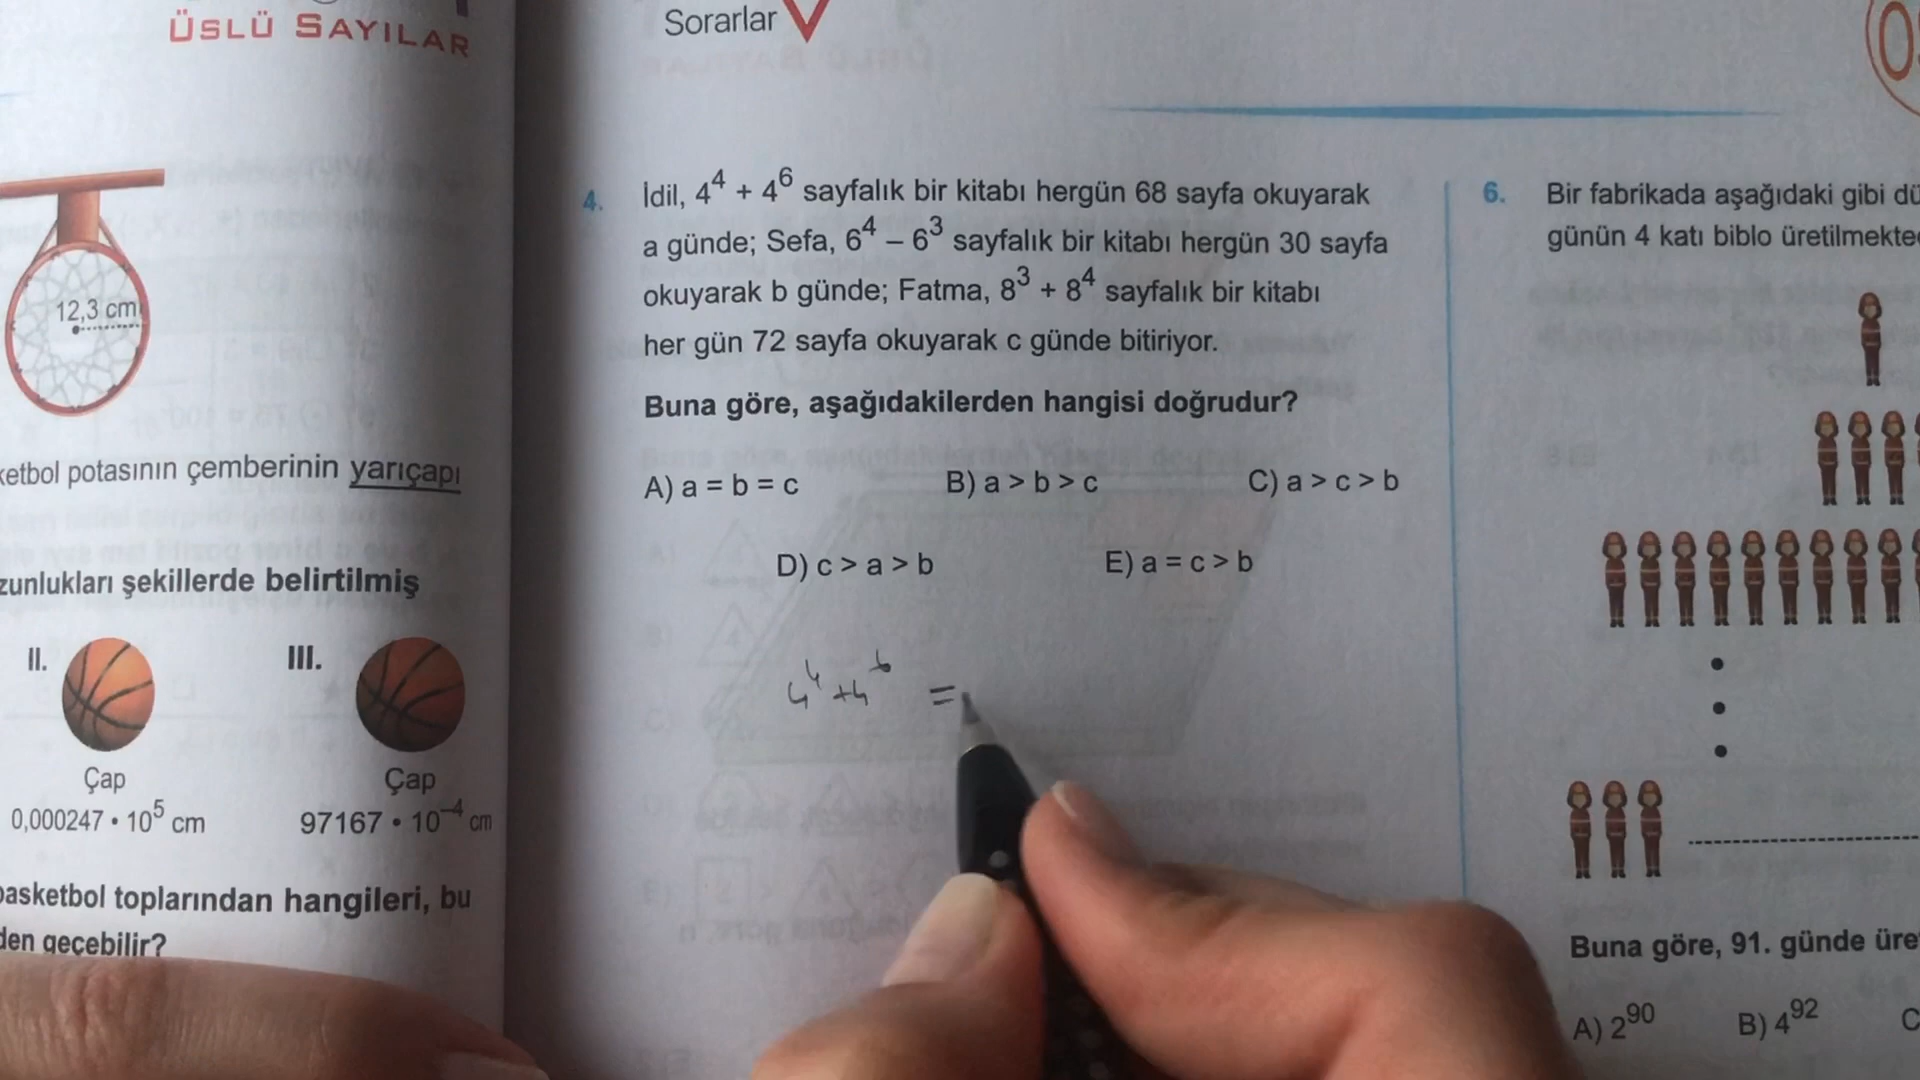 ÜSLÜ SAYILAR
12,3 cm
ketbol potasının çemberinin yarıçapı
zunlukları şekillerde belirtilmiş
II.
III.
Çap
Çap
0,000247 • 10⁵ cm
97167 • 10⁻⁴ cm
basketbol toplarından hangileri, bu
den geçebilir?
Sorarlar
4. İdil, 4⁴ + 4⁶ sayfalık bir kitabı hergün 68 sayfa okuyarak
a günde; Sefa, 6⁴ – 6³ sayfalık bir kitabı hergün 30 sayfa
okuyarak b günde; Fatma, 8³ + 8⁴ sayfalık bir kitabı
her gün 72 sayfa okuyarak c günde bitiriyor.
Buna göre, aşağıdakilerden hangisi doğrudur?
A) a = b = c
B) a > b > c
C) a > c > b
D) c > a > b
E) a = c > b
4⁴ + 4⁶ =
6. Bir fabrikada aşağıdaki gibi dü
günün 4 katı biblo üretilmekte
Buna göre, 91. günde üre
A) 2⁹⁰
B) 4⁹²
C